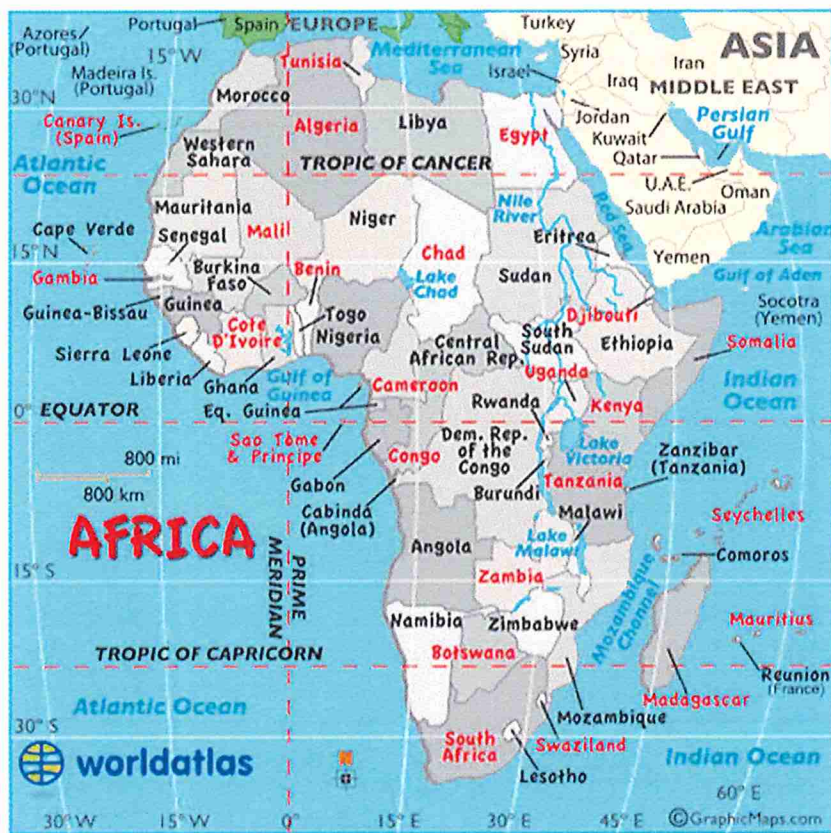 Azores/
(Portugal)
Portugal
Spain
EUROPE
Turkey
ASIA
15° W
0°
Mediterranean
Sea
Syria
Iran
Madeira Is.
(Portugal)
Tunisia
Israel
Iraq
MIDDLE EAST
30°N
Morocco
Jordan
Persian
Gulf
Canary Is.
(Spain)
Algeria
Libya
Egypt
Kuwait
Qatar
Western
Sahara
Atlantic
Ocean
TROPIC OF CANCER
U.A.E.
Oman
Saudi Arabia
Nile
River
Red Sea
Mauritania
Mali
Niger
Cape Verde
Senegal
Chad
Eritrea
Arabian
Sea
15°N
Yemen
Gambia
Burkina
Faso
Benin
Lake
Chad
Sudan
Gulf of Aden
Guinea-Bissau
Guinea
Togo
Djibouti
Socotra
(Yemen)
Cote
D'Ivoire
Nigeria
Central
African Rep.
South
Sudan
Ethiopia
Somalia
Sierra Leone
Liberia
Ghana
Gulf of
Guinea
Cameroon
Uganda
Indian
Ocean
Eq. Guinea
Rwanda
Kenya
0°
EQUATOR
Sao Tome
& Principe
Congo
Dem. Rep.
of the
Congo
Lake
Victoria
Zanzibar
(Tanzania)
800 mi
800 km
Gabon
Burundi
Tanzania
Cabinda
(Angola)
Malawi
Seychelles
AFRICA
Angola
Lake
Malawi
Comoros
15°S
PRIME
MERIDIAN
Zambia
Mozambique
Channel
Namibia
Zimbabwe
Mauritius
TROPIC OF CAPRICORN
Botswana
Reunion
(France)
Madagascar
Atlantic Ocean
Mozambique
30° S
South
Africa
Swaziland
Indian Ocean
worldatlas
N
Lesotho
60° E
30°W
15°W
0°
15°E
30°E
45°E
©GraphicMaps.com